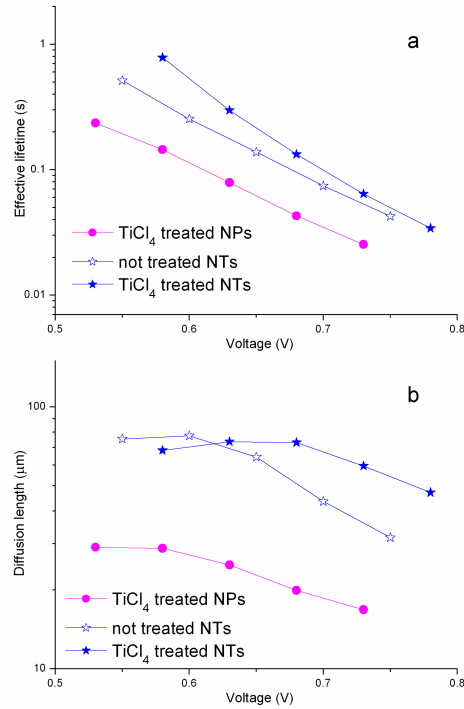 a
1
0.1
0.01
Effective lifetime (s)
TiCl4 treated NPs
not treated NTs
TiCl4 treated NTs
0.5 0.6 0.7 0.8
Voltage (V)
b
100
10
Diffusion length (μm)
TiCl4 treated NPs
not treated NTs
TiCl4 treated NTs
0.5 0.6 0.7 0.8
Voltage (V)